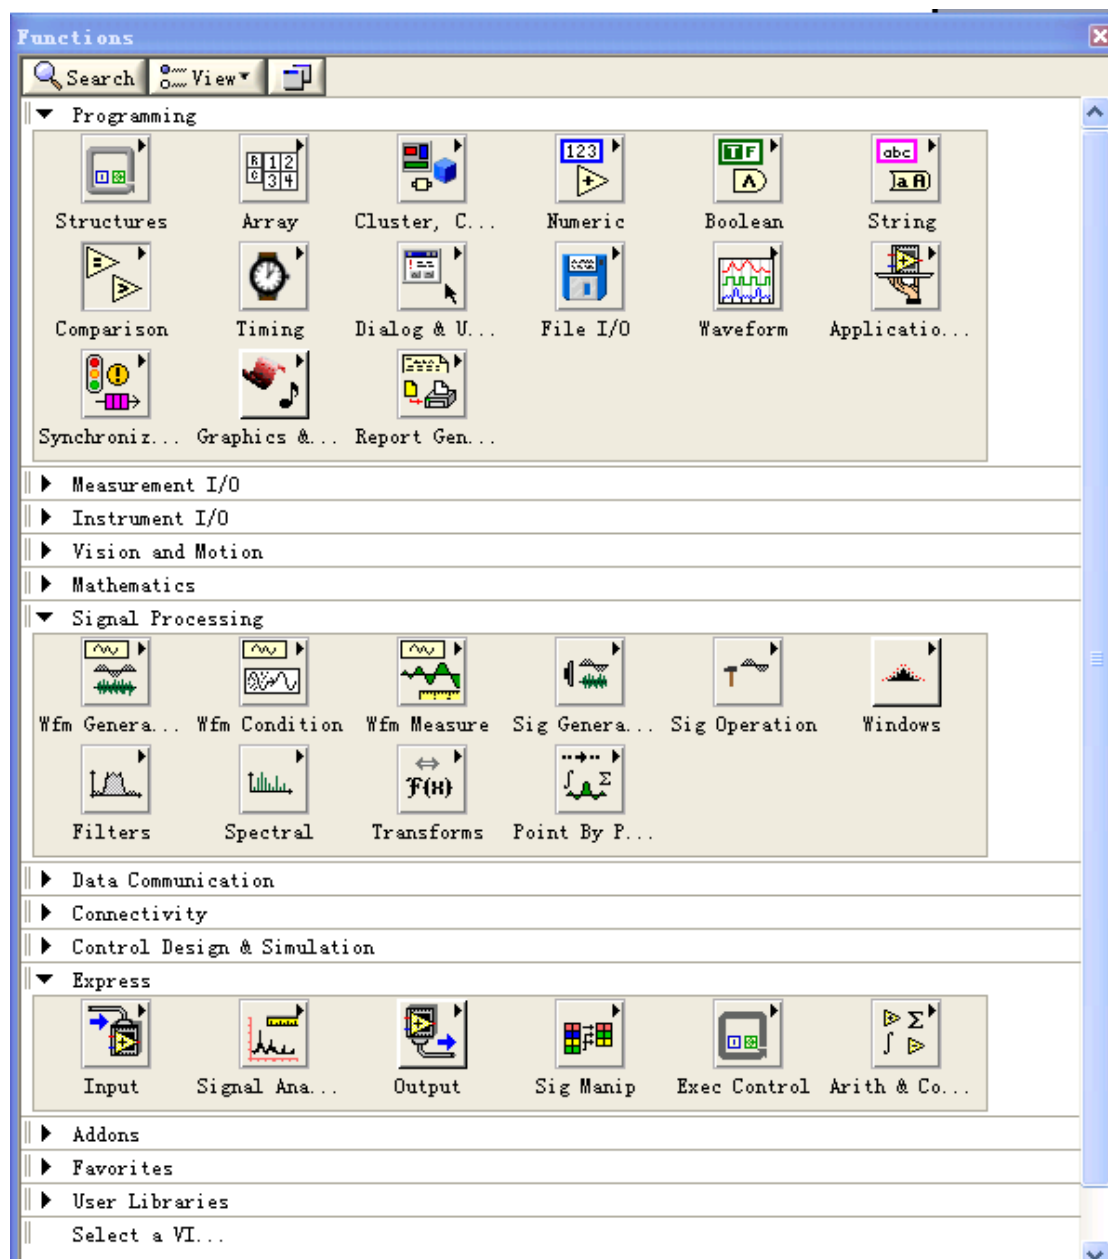 Functions
Search View
Programming
Structures Array Cluster, C... Numeric Boolean String
Comparison Timing Dialog & U... File I/O Waveform Applicatio...
Synchroniz... Graphics &... Report Gen...
Measurement I/O
Instrument I/O
Vision and Motion
Mathematics
Signal Processing
Wfm Genera... Wfm Condition Wfm Measure Sig Genera... Sig Operation Windows
Filters Spectral Transforms Point By P...
Data Communication
Connectivity
Control Design & Simulation
Express
Input Signal Ana... Output Sig Manip Exec Control Arith & Co...
Addons
Favorites
User Libraries
Select a VI...